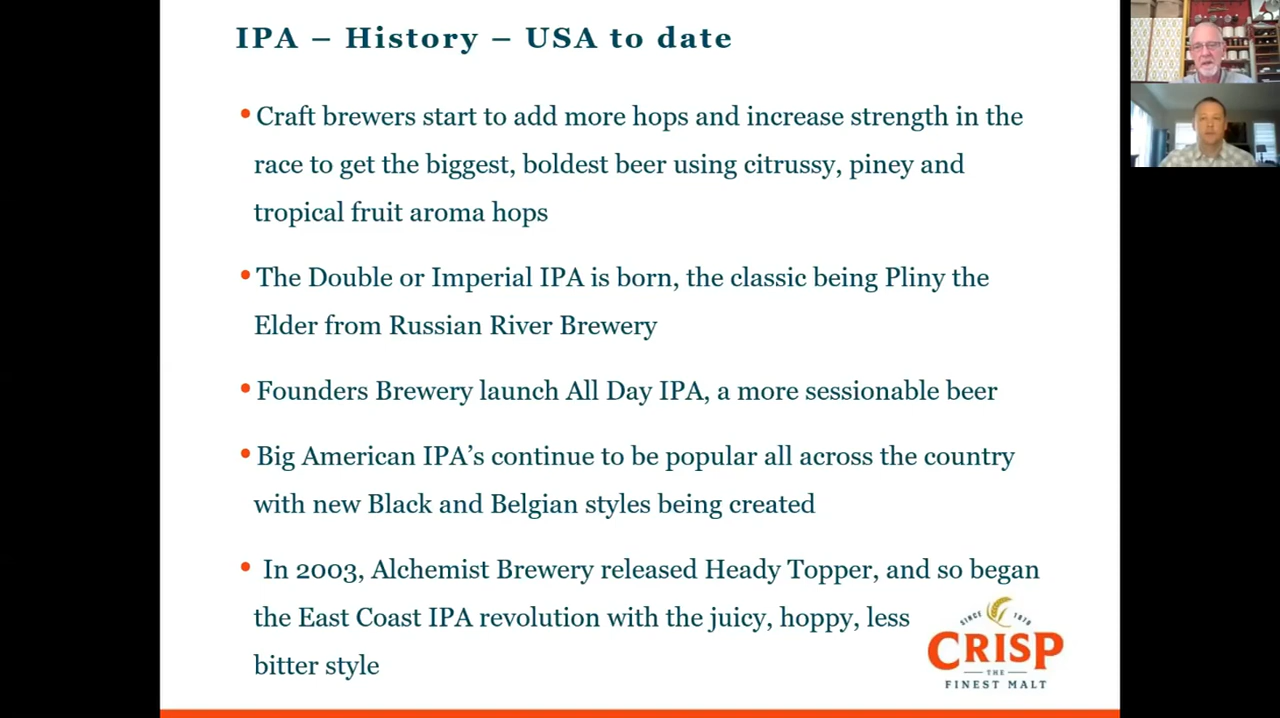 IPA – History – USA to date
•Craft brewers start to add more hops and increase strength in the
race to get the biggest, boldest beer using citrussy, piney and
tropical fruit aroma hops
•The Double or Imperial IPA is born, the classic being Pliny the
Elder from Russian River Brewery
•Founders Brewery launch All Day IPA, a more sessionable beer
•Big American IPA’s continue to be popular all across the country
with new Black and Belgian styles being created
• In 2003, Alchemist Brewery released Heady Topper, and so began
the East Coast IPA revolution with the juicy, hoppy, less
bitter style
SINCE 1870
CRISP
THE
FINEST MALT